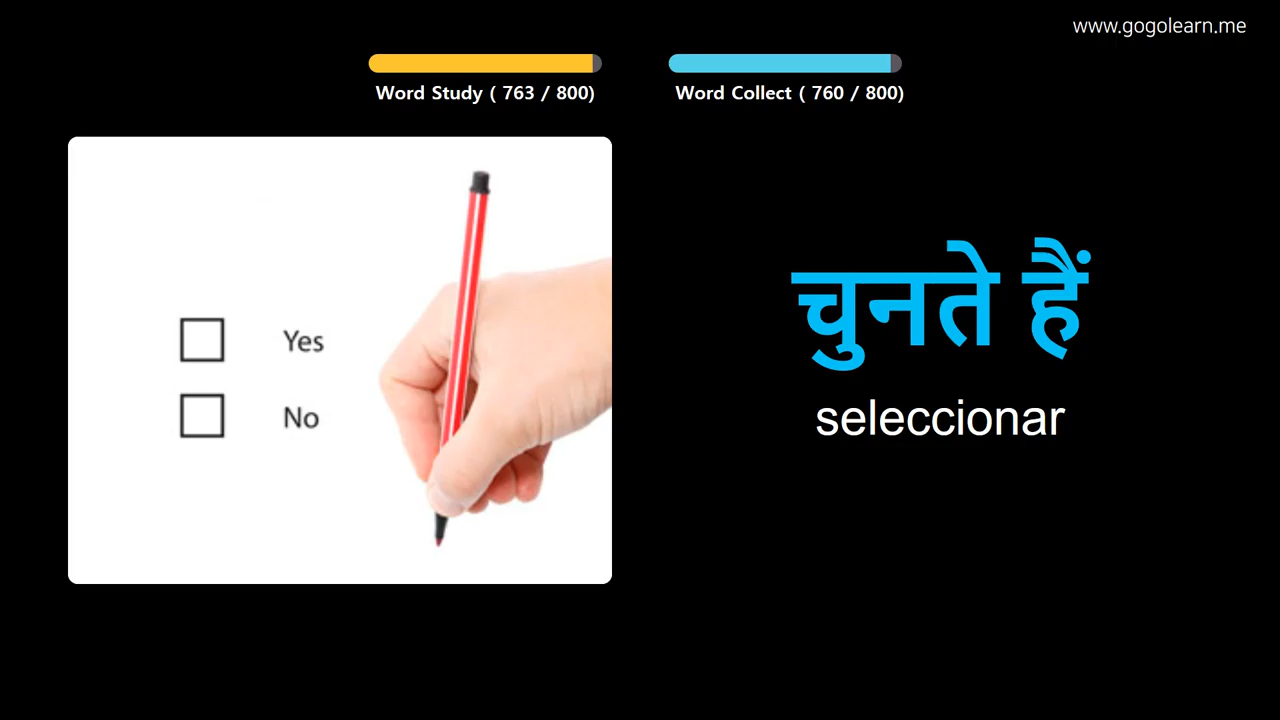 www.gogolearn.me
Word Study ( 763 / 800)
Word Collect ( 760 / 800)
Yes
No
चुनते हैं
seleccionar